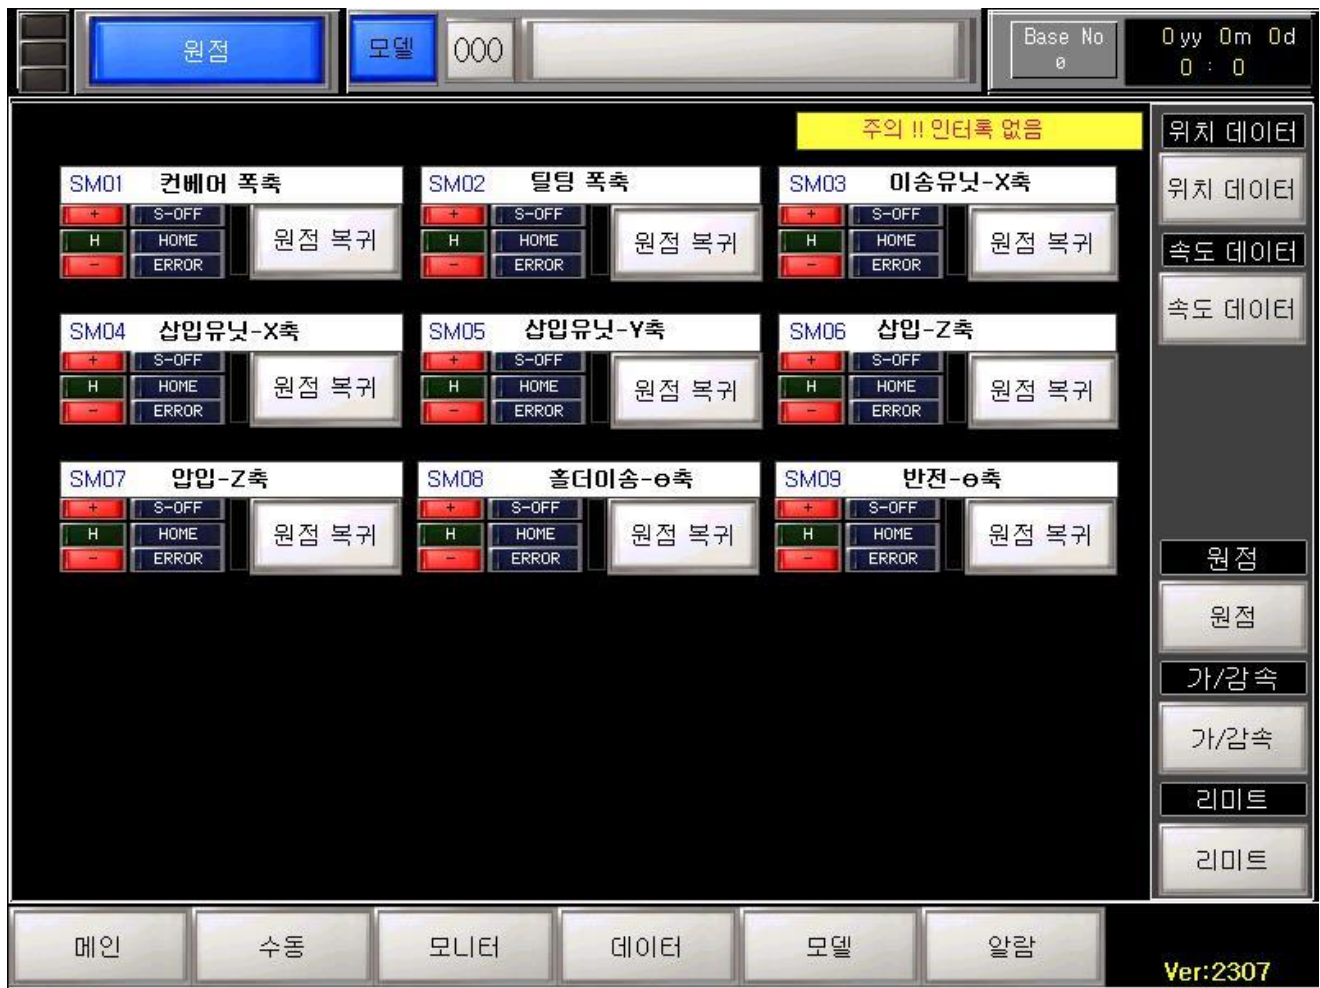 원점
모델
000
Base No
0
0 yy 0m 0d
0 : 0
주의 !! 인터록 없음
SM01 컨베어 폭축
+ S-OFF
H HOME
- ERROR
원점 복귀
SM02 틸팅 폭축
+ S-OFF
H HOME
- ERROR
원점 복귀
SM03 이송유닛-X축
+ S-OFF
H HOME
- ERROR
원점 복귀
SM04 삽입유닛-X축
+ S-OFF
H HOME
- ERROR
원점 복귀
SM05 삽입유닛-Y축
+ S-OFF
H HOME
- ERROR
원점 복귀
SM06 삽입-Z축
+ S-OFF
H HOME
- ERROR
원점 복귀
SM07 압입-Z축
+ S-OFF
H HOME
- ERROR
원점 복귀
SM08 홀더이송-ө축
+ S-OFF
H HOME
- ERROR
원점 복귀
SM09 반전-ө축
+ S-OFF
H HOME
- ERROR
원점 복귀
위치 데이터
위치 데이터
속도 데이터
속도 데이터
원점
원점
가/감속
가/감속
리미트
리미트
메인
수동
모니터
데이터
모델
알람
Ver:2307